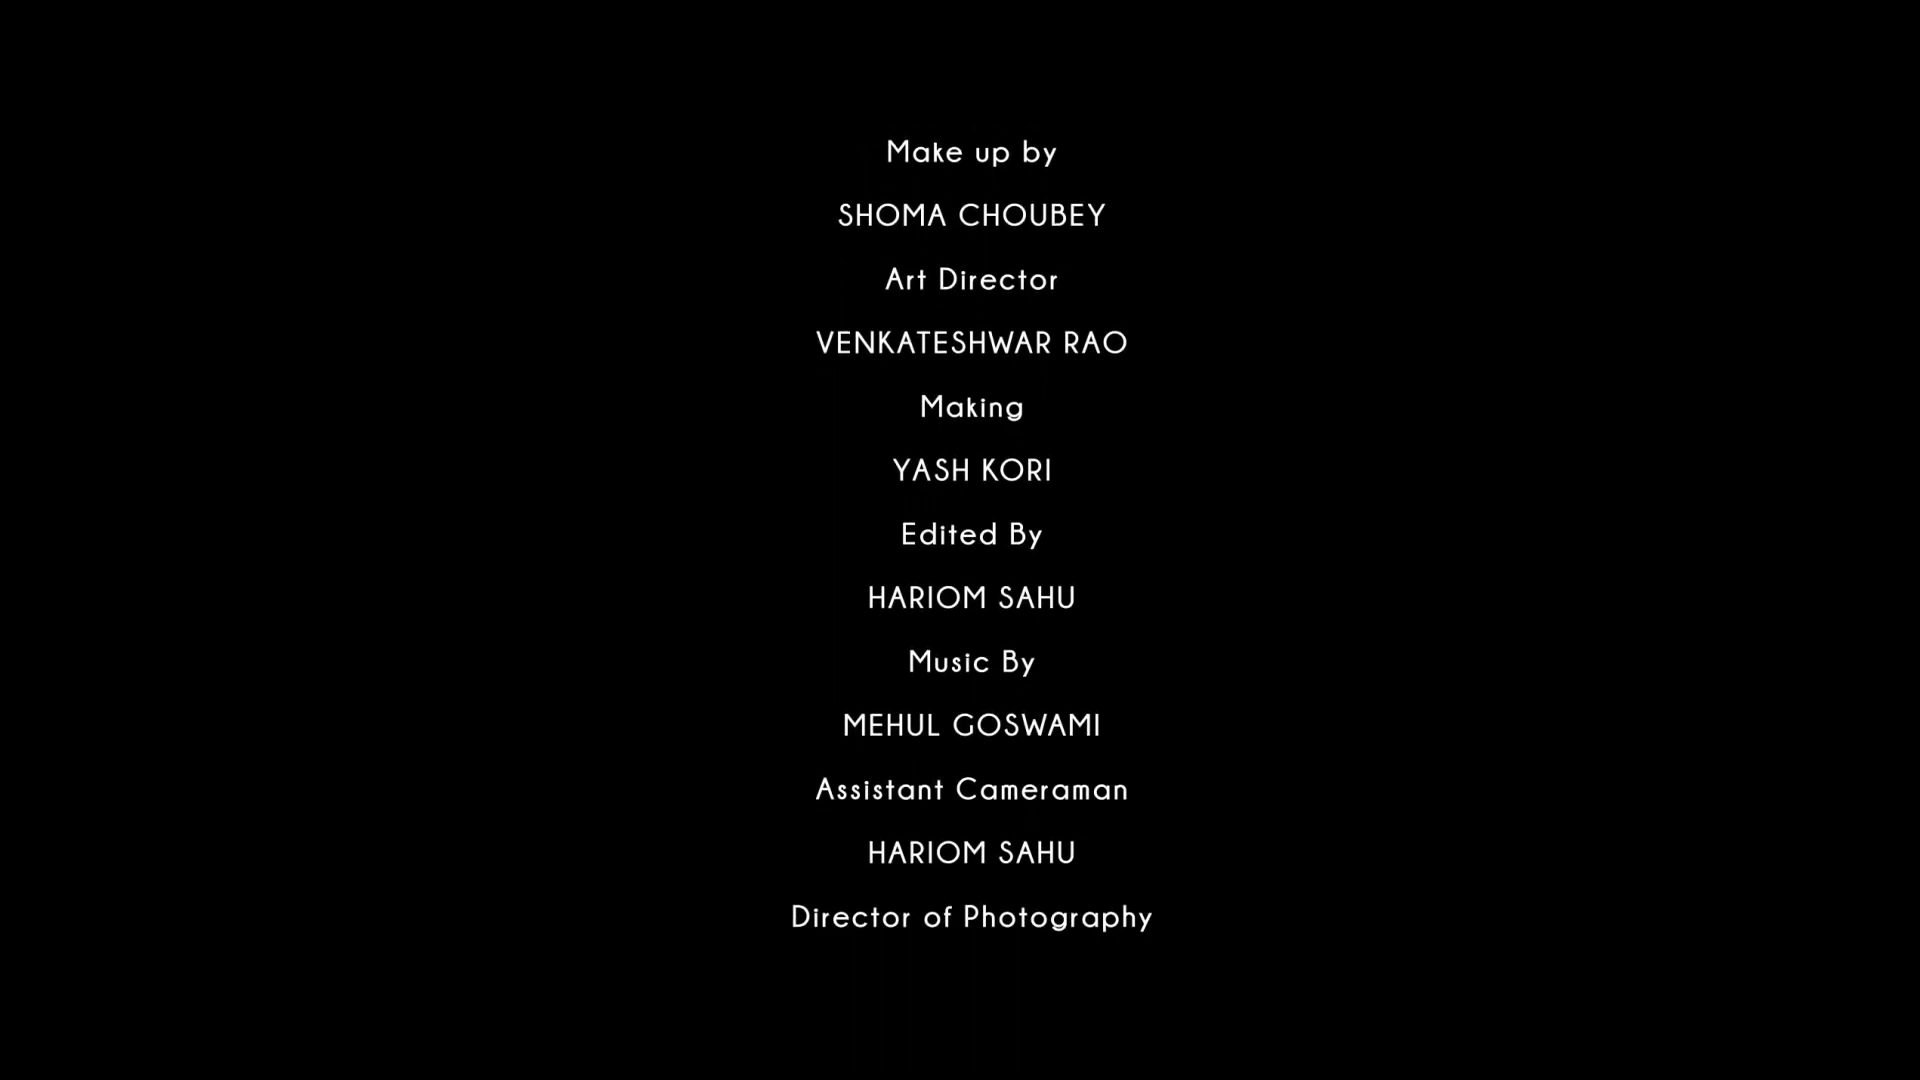 Make up by
SHOMA CHOUBEY
Art Director
VENKATESHWAR RAO
Making
YASH KORI
Edited By
HARIOM SAHU
Music By
MEHUL GOSWAMI
Assistant Cameraman
HARIOM SAHU
Director of Photography